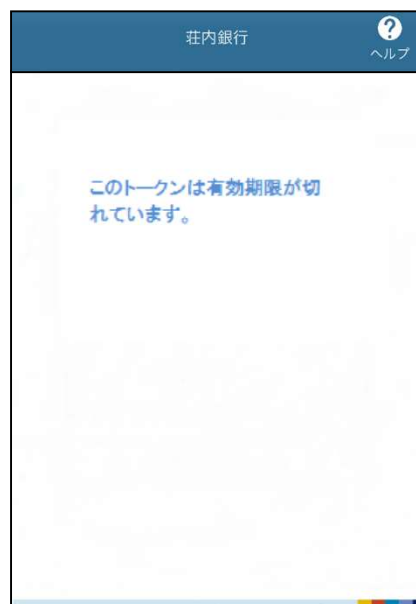 荘内銀行
?
ヘルプ
このトークンは有効期限が切
れています。